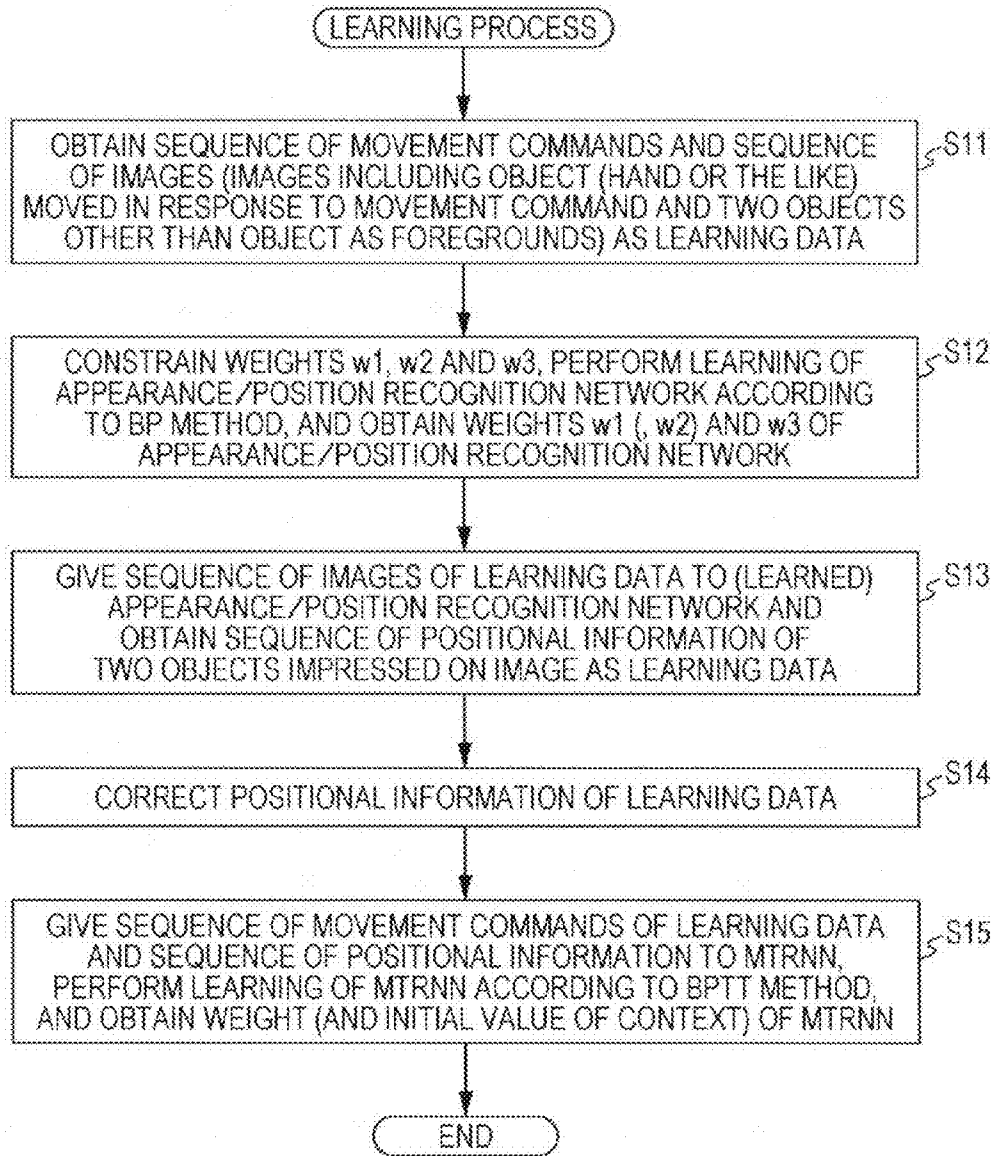 LEARNING PROCESS
OBTAIN SEQUENCE OF MOVEMENT COMMANDS AND SEQUENCE
OF IMAGES (IMAGES INCLUDING OBJECT (HAND OR THE LIKE)
MOVED IN RESPONSE TO MOVEMENT COMMAND AND TWO OBJECTS
OTHER THAN OBJECT AS FOREGROUNDS) AS LEARNING DATA
S11
CONSTRAIN WEIGHTS w1, w2 AND w3, PERFORM LEARNING OF
APPEARANCE/POSITION RECOGNITION NETWORK ACCORDING
TO BP METHOD, AND OBTAIN WEIGHTS w1 (, w2) AND w3 OF
APPEARANCE/POSITION RECOGNITION NETWORK
S12
GIVE SEQUENCE OF IMAGES OF LEARNING DATA TO (LEARNED)
APPEARANCE/POSITION RECOGNITION NETWORK AND
OBTAIN SEQUENCE OF POSITIONAL INFORMATION OF
TWO OBJECTS IMPRESSED ON IMAGE AS LEARNING DATA
S13
CORRECT POSITIONAL INFORMATION OF LEARNING DATA
S14
GIVE SEQUENCE OF MOVEMENT COMMANDS OF LEARNING DATA
AND SEQUENCE OF POSITIONAL INFORMATION TO MTRNN,
PERFORM LEARNING OF MTRNN ACCORDING TO BPTT METHOD,
AND OBTAIN WEIGHT (AND INITIAL VALUE OF CONTEXT) OF MTRNN
S15
END